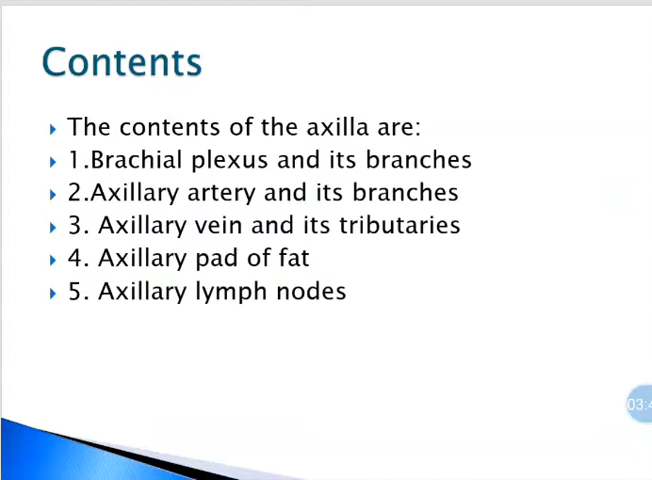 Contents
The contents of the axilla are:
1.Brachial plexus and its branches
2.Axillary artery and its branches
3. Axillary vein and its tributaries
4. Axillary pad of fat
5. Axillary lymph nodes